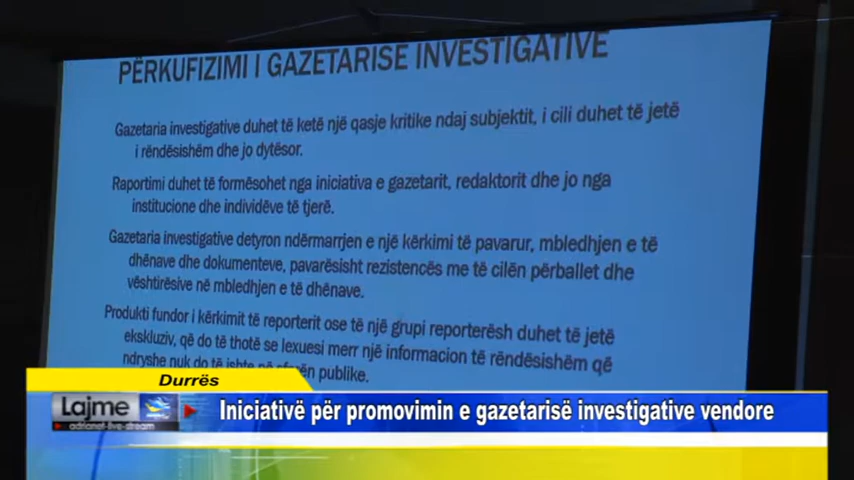 PËRKUFIZIMI I GAZETARISË INVESTIGATIVE
Gazetaria investigative duhet të ketë një qasje kritike ndaj subjektit, i cili duhet të jetë
i rëndësishëm dhe jo dytësor.
Raportimi duhet të formësohet nga iniciativa e gazetarit, redaktorit dhe jo nga
institucione dhe individëve të tjerë.
Gazetaria investigative detyron ndërmarrjen e një kërkimi të pavarur, mbledhjen e të
dhënave dhe dokumenteve, pavarësisht rezistencës me të cilën përballet dhe
vështirësive në mbledhjen e të dhënave.
Produkti fundor i kërkimit të reporterit ose të një grupi reporterësh duhet të jetë
ekskluziv, që do të thotë se lexuesi merr një informacion të rëndësishëm që
ndryshe nuk do të ishte në sferën publike.
Durrës
Lajme
adrianet-live-stream
Iniciativë për promovimin e gazetarisë investigative vendore